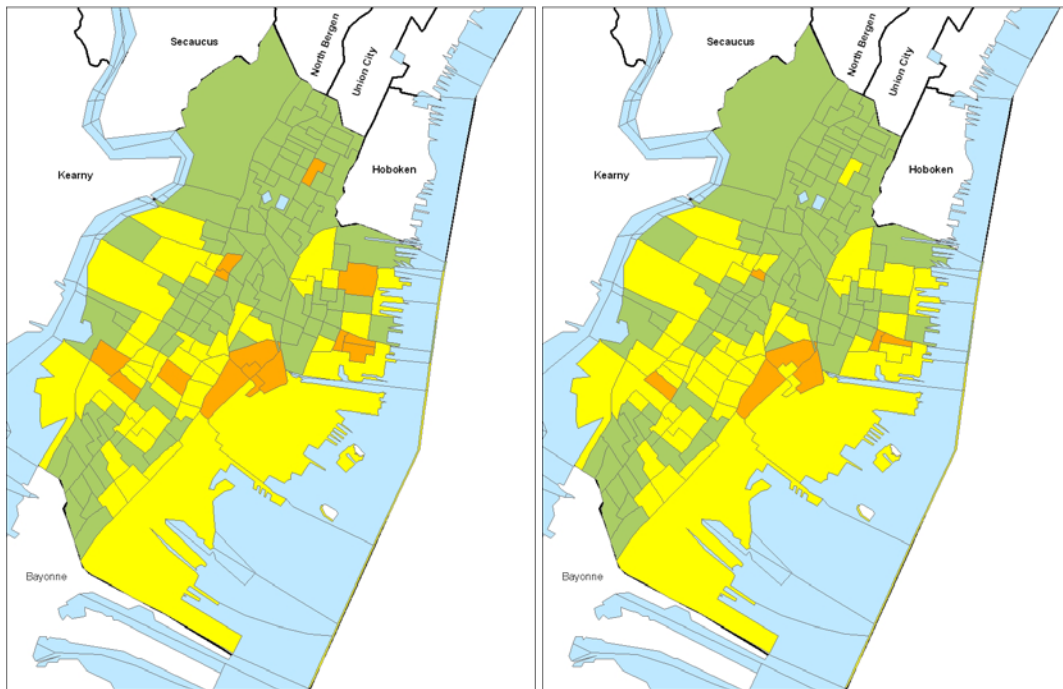 Secaucus
North Bergen
Union City
Hoboken
Kearny
Bayonne
Secaucus
North Bergen
Union City
Hoboken
Kearny
Bayonne